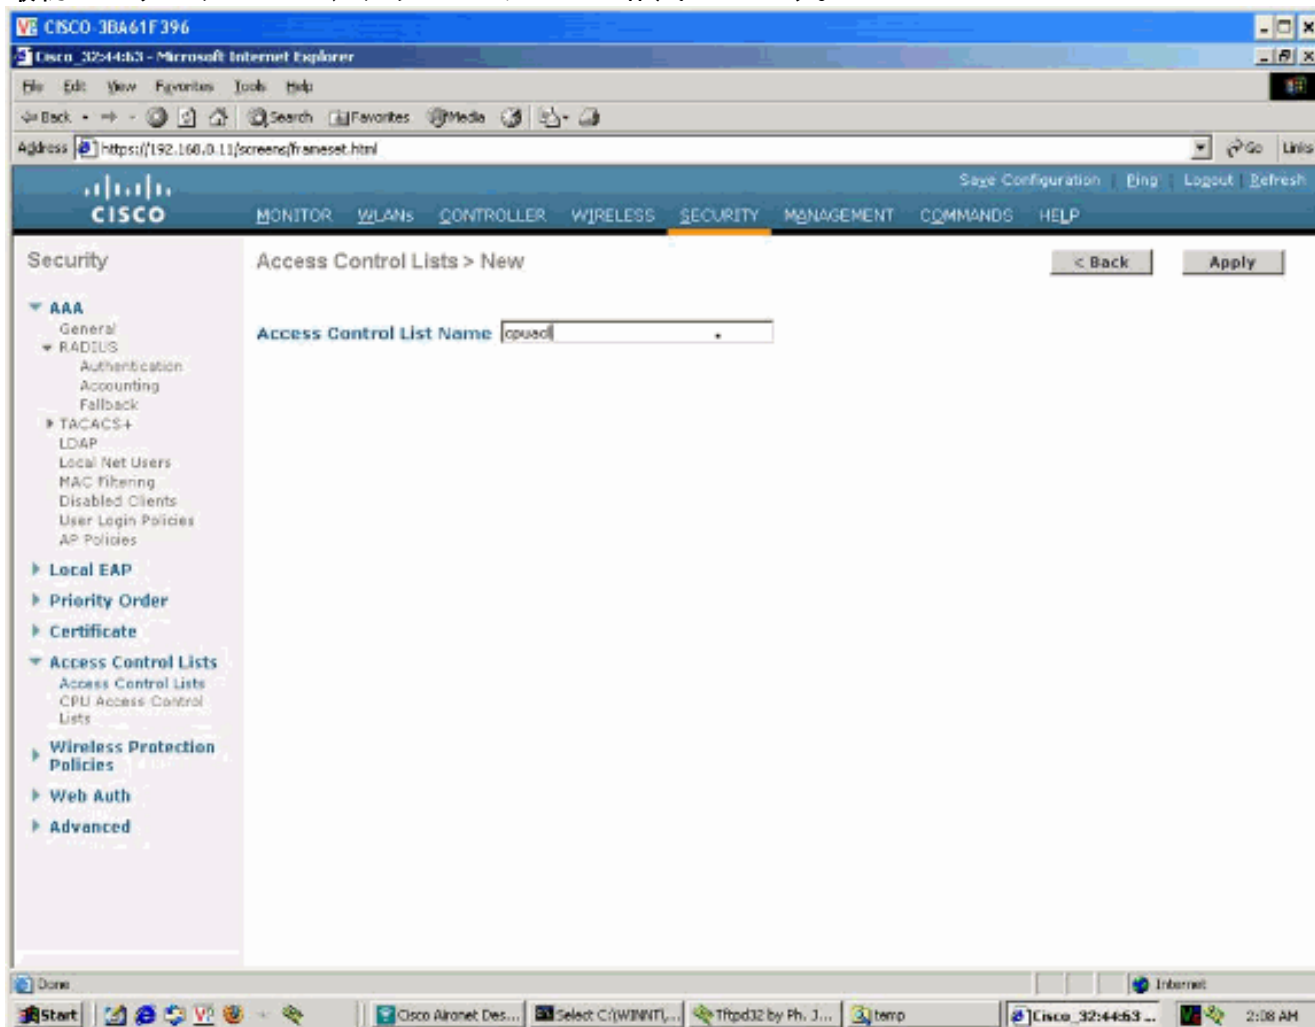 CISCO-3BA61F396
Cisco_32:44:63 - Microsoft Internet Explorer
File Edit View Favorites Tools Help
Back Search Favorites Media
Address https://192.168.0.11/screens/frameset.html Go Links
Save Configuration Ping Logout Refresh
CISCO MONITOR WLANs CONTROLLER WIRELESS SECURITY MANAGEMENT COMMANDS HELP
Security
Access Control Lists > New
< Back Apply
AAA
General
RADIUS
Authentication
Accounting
Fallback
TACACS+
LDAP
Local Net Users
MAC Filtering
Disabled Clients
User Login Policies
AP Policies
Local EAP
Priority Order
Certificate
Access Control Lists
Access Control Lists
CPU Access Control
Lists
Wireless Protection
Policies
Web Auth
Advanced
Access Control List Name cpuacl
Done Internet
Start Cisco Aironet Des... Select C:\WINNT\... Tftpd32 by Ph. J... temp Cisco_32:44:63 ... 2:08 AM